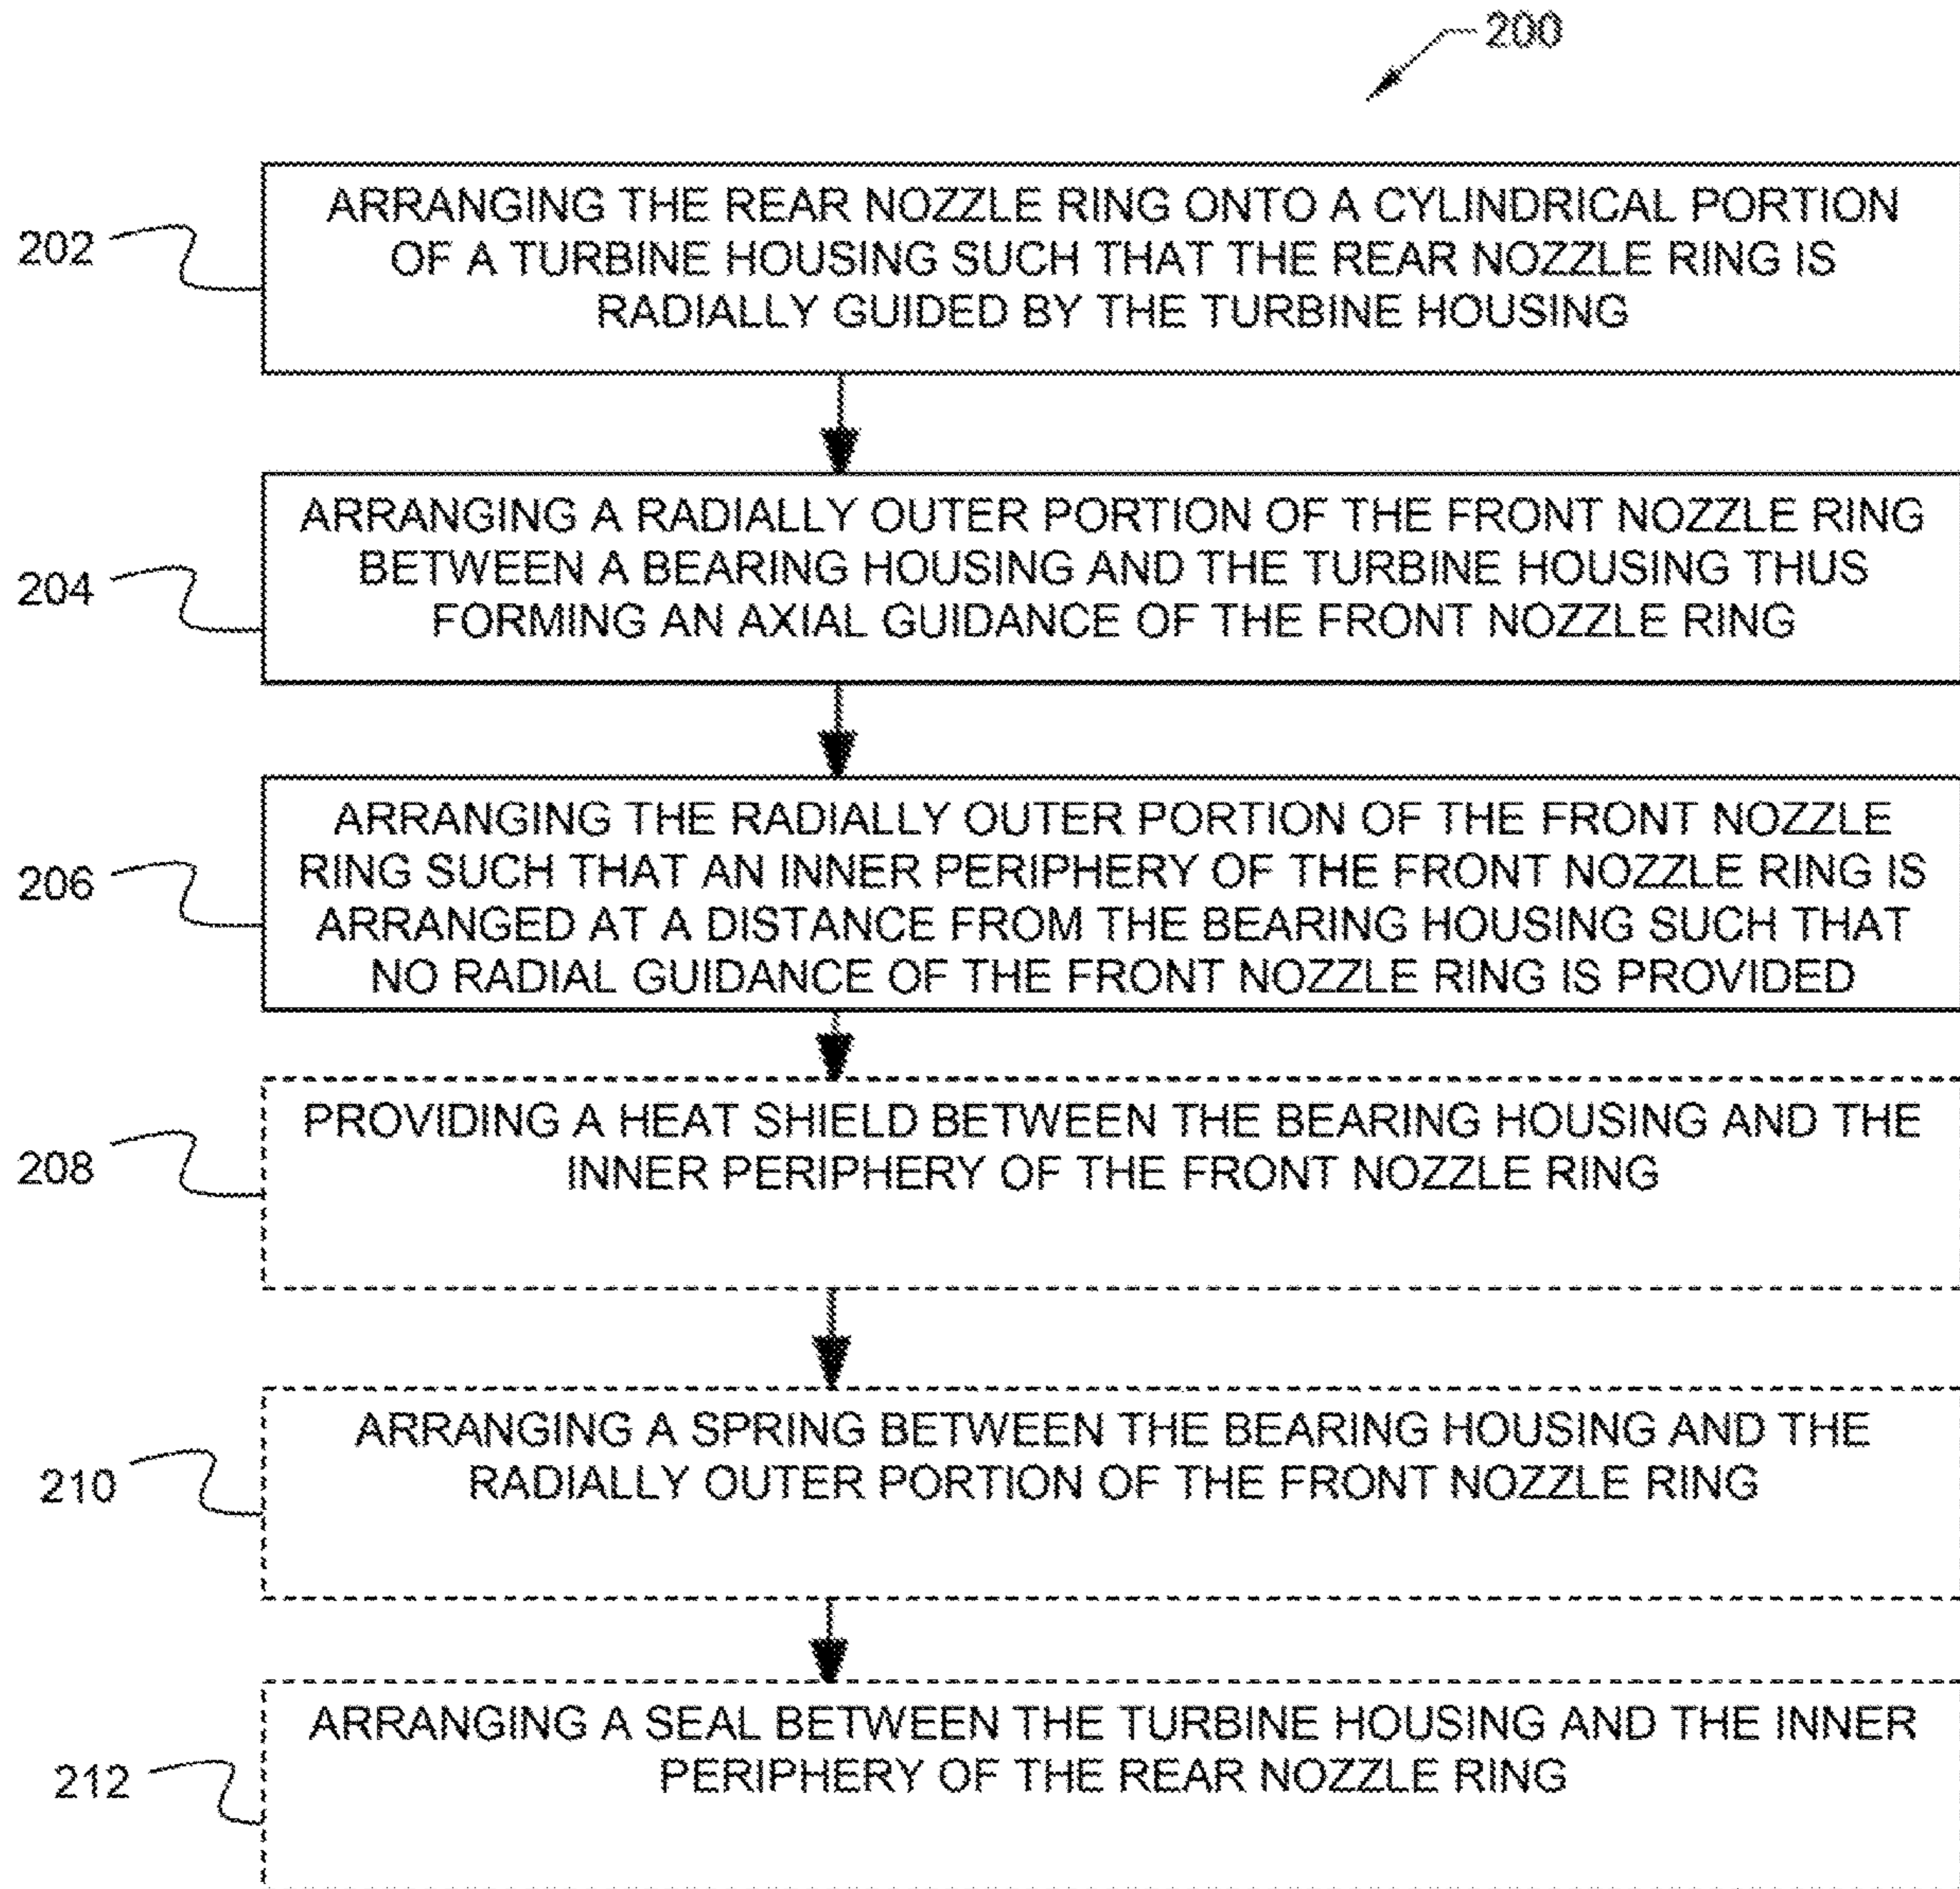 200
202
ARRANGING THE REAR NOZZLE RING ONTO A CYLINDRICAL PORTION
OF A TURBINE HOUSING SUCH THAT THE REAR NOZZLE RING IS
RADIALLY GUIDED BY THE TURBINE HOUSING
204
ARRANGING A RADIALLY OUTER PORTION OF THE FRONT NOZZLE RING
BETWEEN A BEARING HOUSING AND THE TURBINE HOUSING THUS
FORMING AN AXIAL GUIDANCE OF THE FRONT NOZZLE RING
206
ARRANGING THE RADIALLY OUTER PORTION OF THE FRONT NOZZLE
RING SUCH THAT AN INNER PERIPHERY OF THE FRONT NOZZLE RING IS
ARRANGED AT A DISTANCE FROM THE BEARING HOUSING SUCH THAT
NO RADIAL GUIDANCE OF THE FRONT NOZZLE RING IS PROVIDED
208
PROVIDING A HEAT SHIELD BETWEEN THE BEARING HOUSING AND THE
INNER PERIPHERY OF THE FRONT NOZZLE RING
210
ARRANGING A SPRING BETWEEN THE BEARING HOUSING AND THE
RADIALLY OUTER PORTION OF THE FRONT NOZZLE RING
212
ARRANGING A SEAL BETWEEN THE TURBINE HOUSING AND THE INNER
PERIPHERY OF THE REAR NOZZLE RING